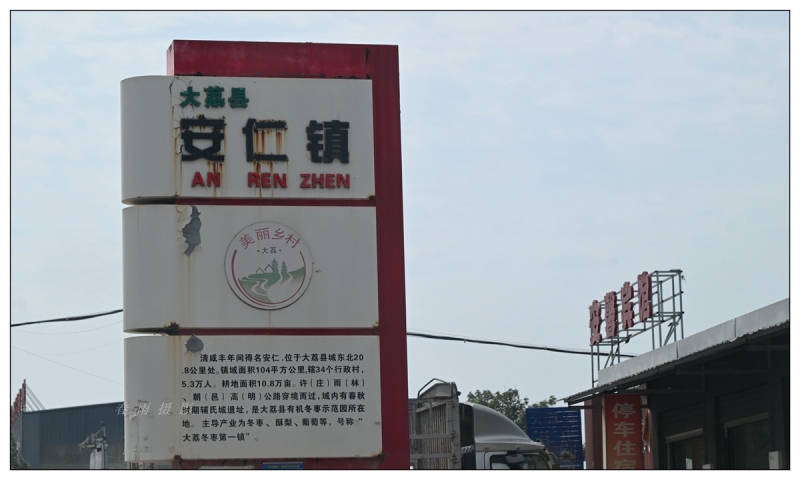 大荔县
安仁镇
AN REN ZHEN
美丽乡村
·大荔·
清咸丰年间得名安仁,位于大荔县城东北20
.8公里处。镇域面积104平方公里,辖34个行政村,
5.3万人。耕地面积10.8万亩。许(庄)雨(林)
、朝(邑)高(明)公路穿境而过,域内有春秋
时期辅氏城遗址,是大荔县有机冬枣示范园所在
地。主导产业为冬枣、酥梨、葡萄等,号称“
大荔冬枣第一镇”。
停车住宿